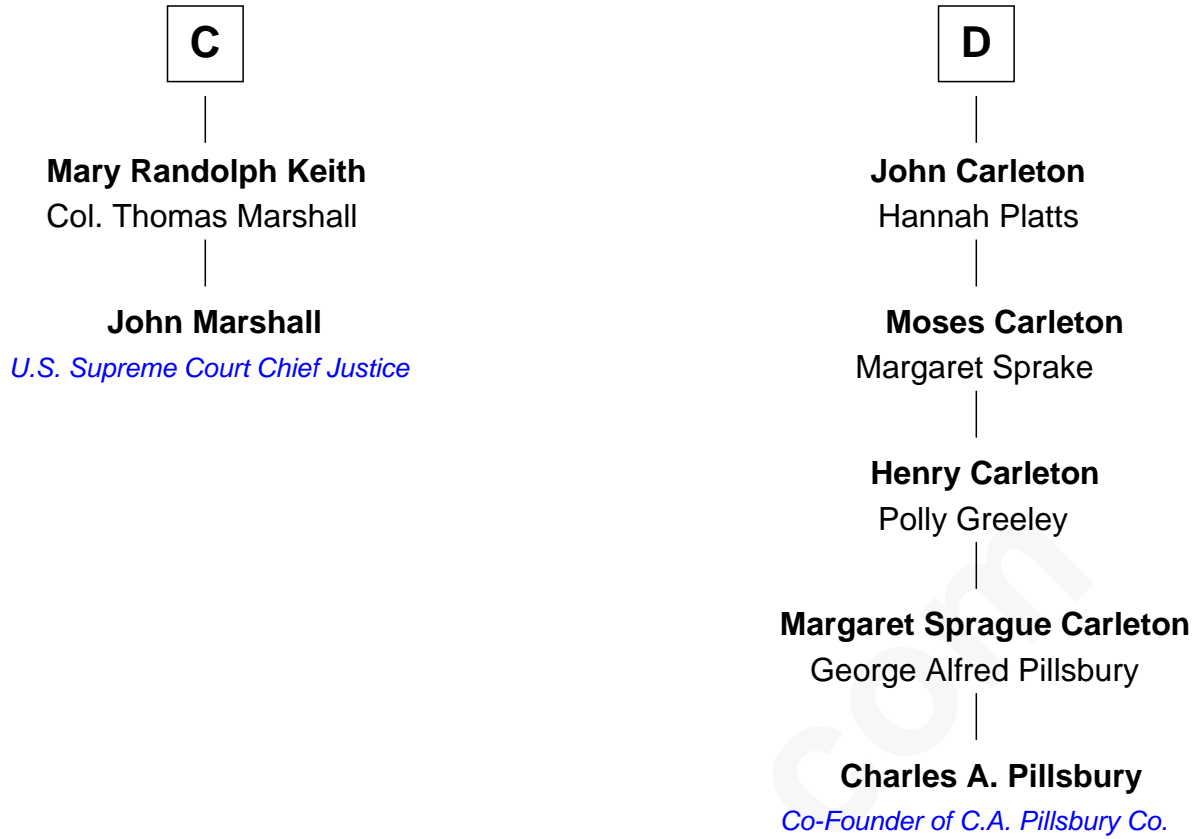 C
Mary Randolph Keith
Col. Thomas Marshall
John Marshall
U.S. Supreme Court Chief Justice
D
John Carleton
Hannah Platts
Moses Carleton
Margaret Sprake
Henry Carleton
Polly Greeley
Margaret Sprague Carleton
George Alfred Pillsbury
Charles A. Pillsbury
Co-Founder of C.A. Pillsbury Co.
com